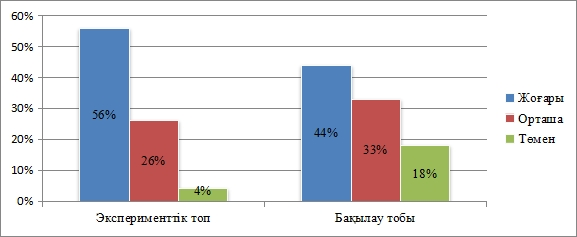 60%
50%
40%
30%
20%
10%
0%
56%
26%
4%
44%
33%
18%
Эксперименттік топ
Бақылау тобы
Жоғары
Орташа
Төмен